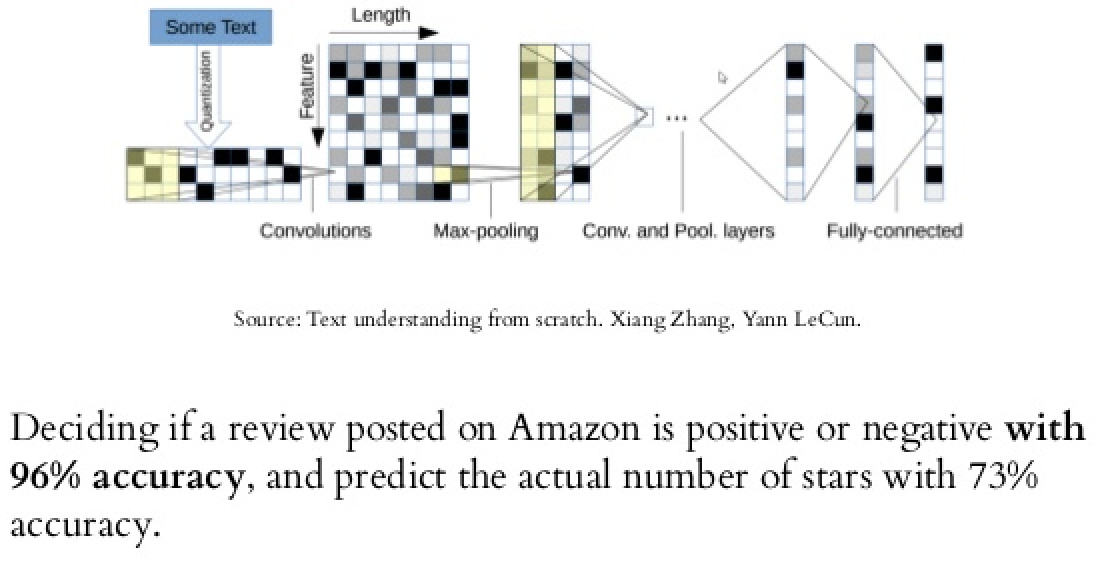 Some Text
Length
Quantization
Feature
Convolutions
Max-pooling
Conv. and Pool. layers
Fully-connected
Source: Text understanding from scratch. Xiang Zhang, Yann LeCun.
Deciding if a review posted on Amazon is positive or negative with
96% accuracy, and predict the actual number of stars with 73%
accuracy.